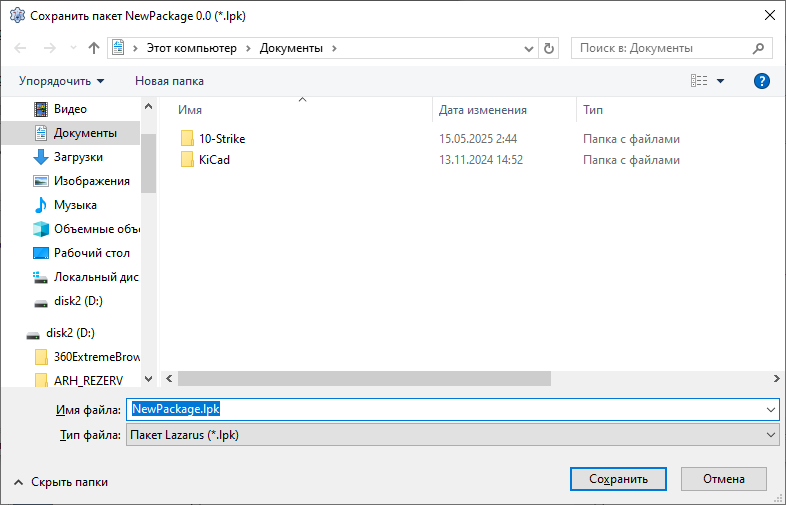 Сохранить пакет NewPackage 0.0 (*.lpk)
Этот компьютер Документы
Поиск в: Документы
Упорядочить Новая папка
Видео
Документы
Загрузки
Изображения
Музыка
Объемные объе
Рабочий стол
Локальный дис
disk2 (D:)
disk2 (D:)
360ExtremeBrow
ARH_REZERV
Имя Дата изменения Тип
10-Strike 15.05.2025 2:44 Папка с файлами
KiCad 13.11.2024 14:52 Папка с файлами
Имя файла: NewPackage.lpk
Тип файла: Пакет Lazarus (*.lpk)
Скрыть папки
Сохранить Отмена